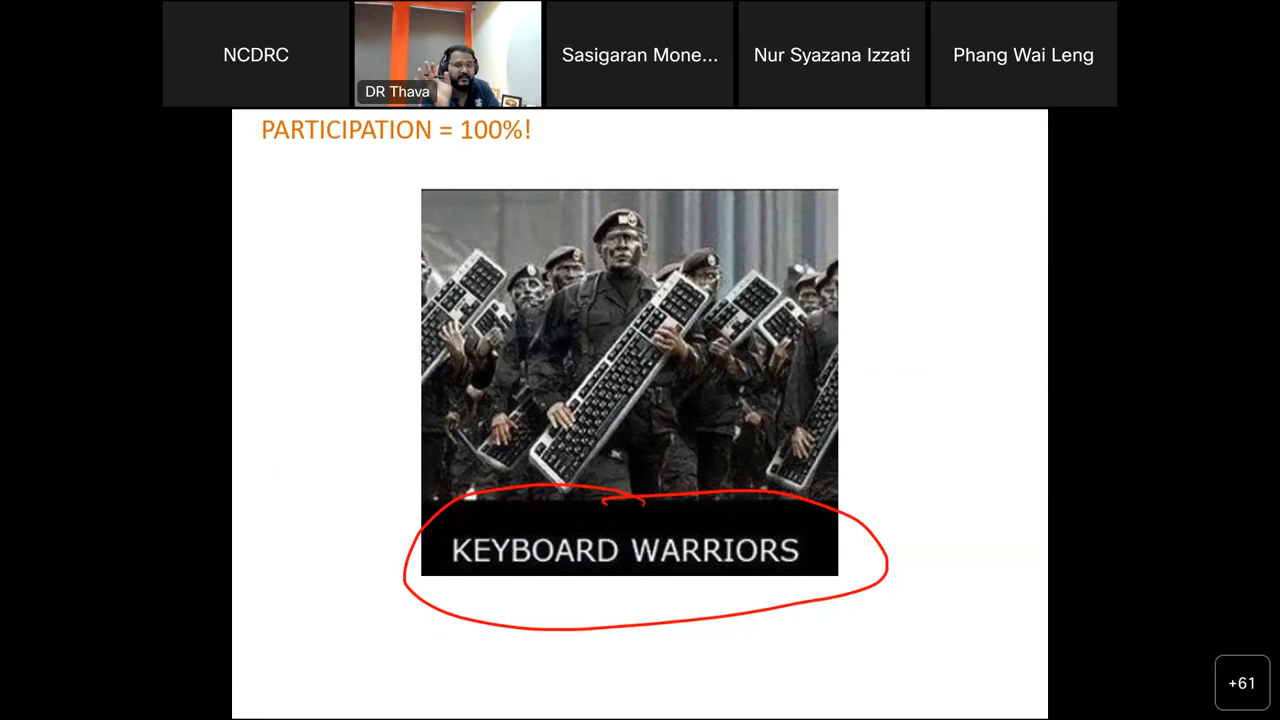 NCDRC
DR Thava
Sasigaran Mone...
Nur Syazana Izzati
Phang Wai Leng
PARTICIPATION = 100%!
KEYBOARD WARRIORS
+61